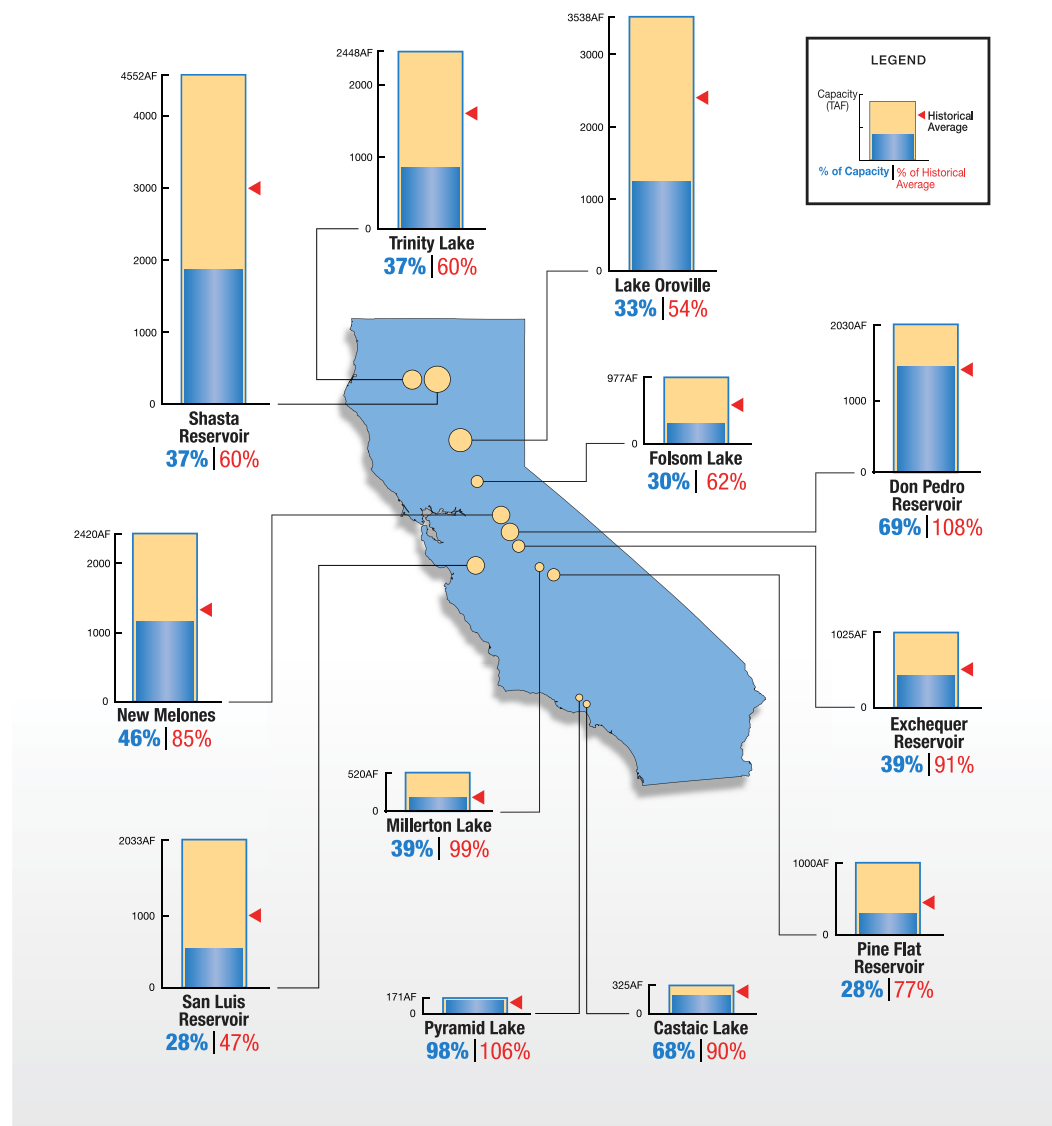 LEGEND
Capacity
(TAF)
Historical
Average
% of Capacity | % of Historical
Average
4552AF
4000
3000
2000
1000
0
Shasta
Reservoir
37% | 60%
2448AF
2000
1000
0
Trinity Lake
37% | 60%
3538AF
3000
2000
1000
0
Lake Oroville
33% | 54%
977AF
0
Folsom Lake
30% | 62%
2030AF
1000
0
Don Pedro
Reservoir
69% | 108%
2420AF
2000
1000
0
New Melones
46% | 85%
1025AF
0
Exchequer
Reservoir
39% | 91%
520AF
0
Millerton Lake
39% | 99%
2033AF
1000
0
San Luis
Reservoir
28% | 47%
1000AF
0
Pine Flat
Reservoir
28% | 77%
171AF
0
Pyramid Lake
98% | 106%
325AF
0
Castaic Lake
68% | 90%